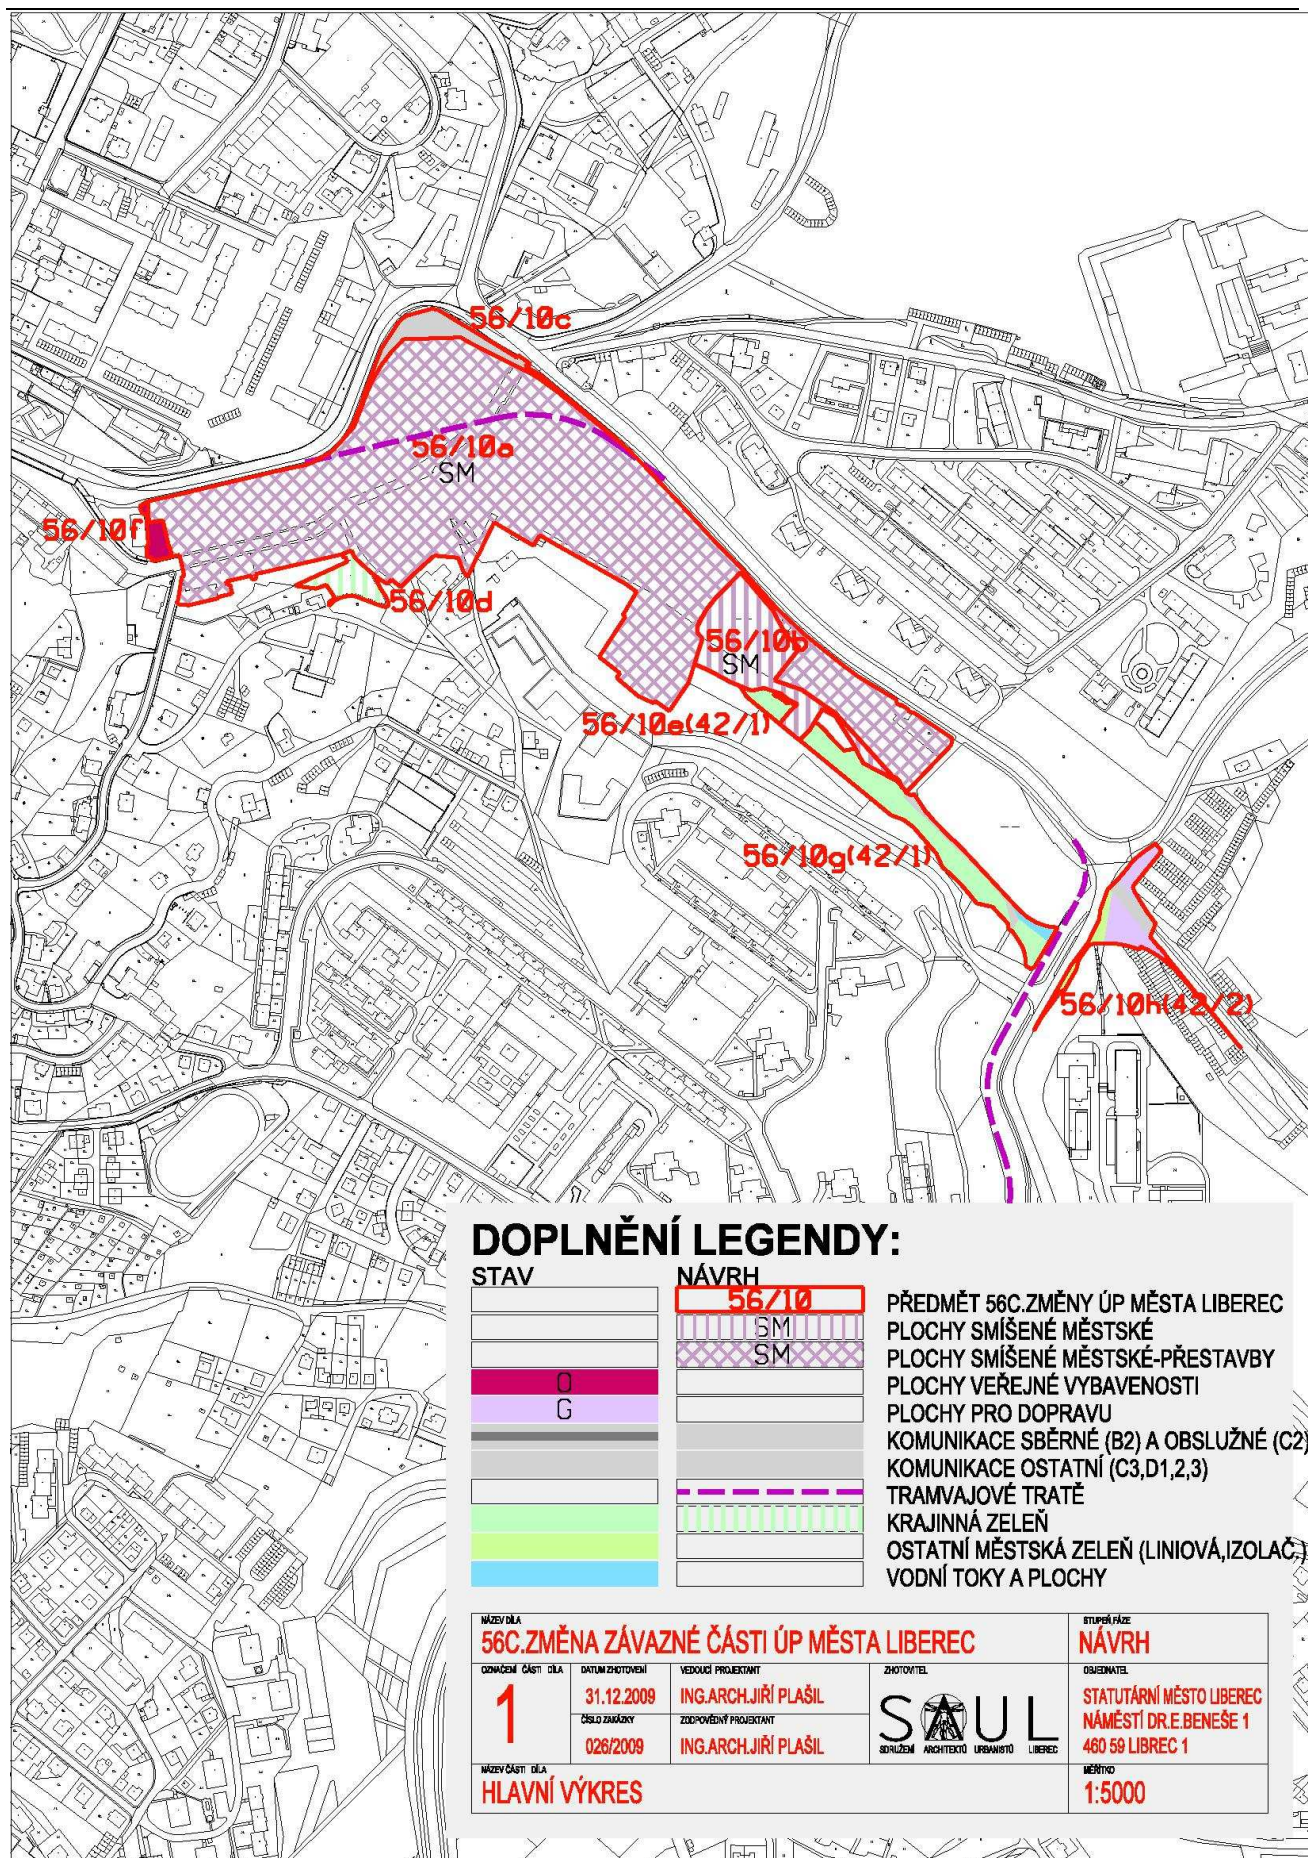 56/10c
56/10a
SM
56/10f
56/10d
56/10b
SM
56/10e(42/1)
56/10g(42/1)
56/10h(42/2)
DOPLNĚNÍ LEGENDY:
STAV NÁVRH
56/10 PŘEDMĚT 56C.ZMĚNY ÚP MĚSTA LIBEREC
SM PLOCHY SMÍŠENÉ MĚSTSKÉ
SM PLOCHY SMÍŠENÉ MĚSTSKÉ-PŘESTAVBY
O PLOCHY VEŘEJNÉ VYBAVENOSTI
G PLOCHY PRO DOPRAVU
KOMUNIKACE SBĚRNÉ (B2) A OBSLUŽNÉ (C2)
KOMUNIKACE OSTATNÍ (C3,D1,2,3)
TRAMVAJOVÉ TRATĚ
KRAJINNÁ ZELEŇ
OSTATNÍ MĚSTSKÁ ZELEŇ (LINIOVÁ,IZOLAČ.)
VODNÍ TOKY A PLOCHY
NÁZEV DÍLA
56C.ZMĚNA ZÁVAZNÉ ČÁSTI ÚP MĚSTA LIBEREC
STUPEŇ,FÁZE
NÁVRH
OZNAČENÍ ČÁSTI DÍLA
1
DATUM ZHOTOVENÍ
31.12.2009
VEDOUCÍ PROJEKTANT
ING.ARCH.JIŘÍ PLAŠIL
ČÍSLO ZAKÁZKY
026/2009
ZODPOVĚDNÝ PROJEKTANT
ING.ARCH.JIŘÍ PLAŠIL
ZHOTOVITEL
SAUL
SDRUŽENÍ ARCHITEKTŮ URBANISTŮ LIBEREC
OBJEDNATEL
STATUTÁRNÍ MĚSTO LIBEREC
NÁMĚSTÍ DR.E.BENEŠE 1
460 59 LIBREC 1
NÁZEV ČÁSTI DÍLA
HLAVNÍ VÝKRES
MĚŘÍTKO
1:5000